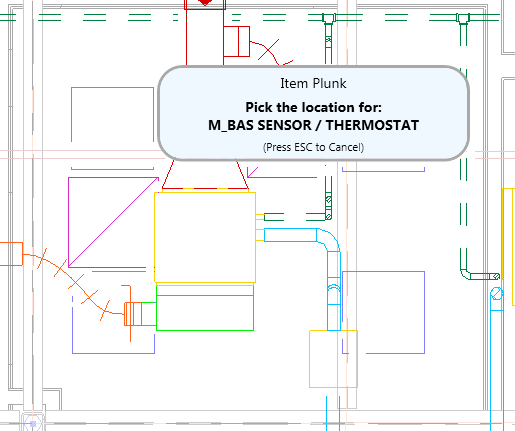 Item Plunk
Pick the location for:
M_BAS SENSOR / THERMOSTAT
(Press ESC to Cancel)